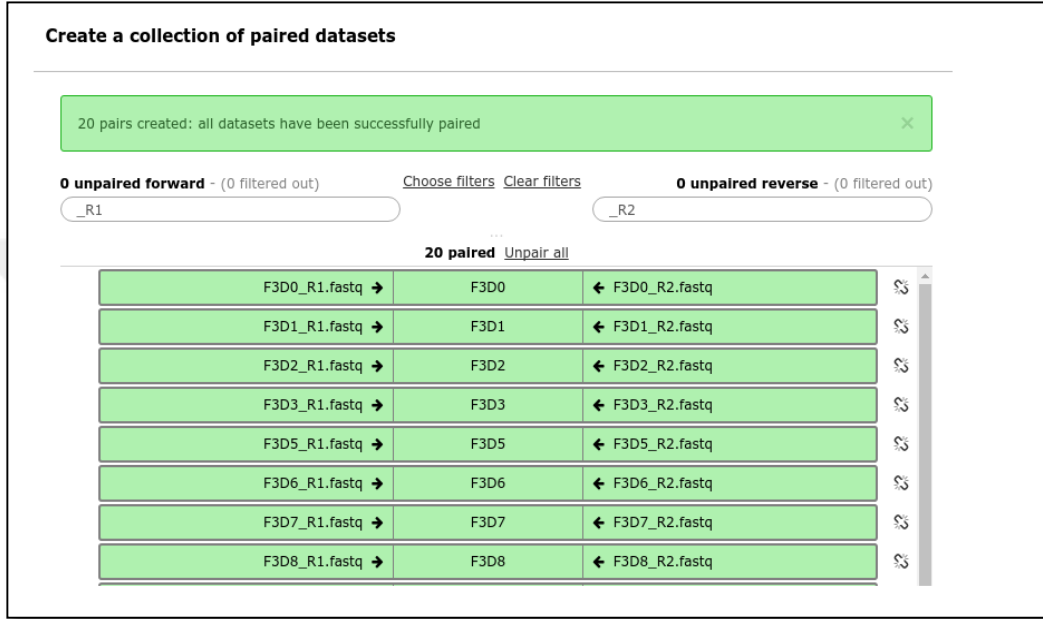 Create a collection of paired datasets
20 pairs created: all datasets have been successfully paired ×
0 unpaired forward - (0 filtered out) Choose filters Clear filters 0 unpaired reverse - (0 filtered out)
_R1 _R2
...
20 paired Unpair all
F3D0_R1.fastq → F3D0 ← F3D0_R2.fastq
F3D1_R1.fastq → F3D1 ← F3D1_R2.fastq
F3D2_R1.fastq → F3D2 ← F3D2_R2.fastq
F3D3_R1.fastq → F3D3 ← F3D3_R2.fastq
F3D5_R1.fastq → F3D5 ← F3D5_R2.fastq
F3D6_R1.fastq → F3D6 ← F3D6_R2.fastq
F3D7_R1.fastq → F3D7 ← F3D7_R2.fastq
F3D8_R1.fastq → F3D8 ← F3D8_R2.fastq